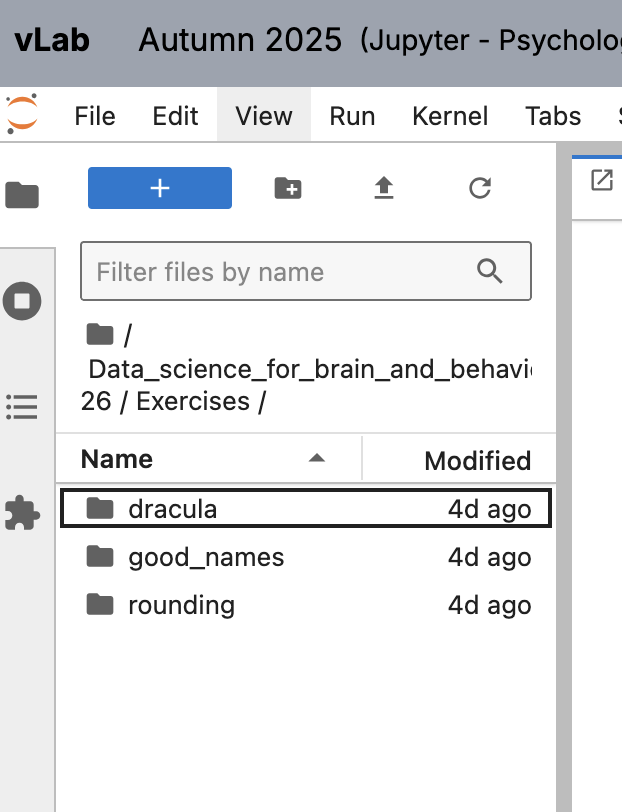 vLab Autumn 2025 (Jupyter - Psycholo
File Edit View Run Kernel Tabs
Filter files by name
/
Data_science_for_brain_and_behavi
26 / Exercises /
Name Modified
dracula 4d ago
good_names 4d ago
rounding 4d ago